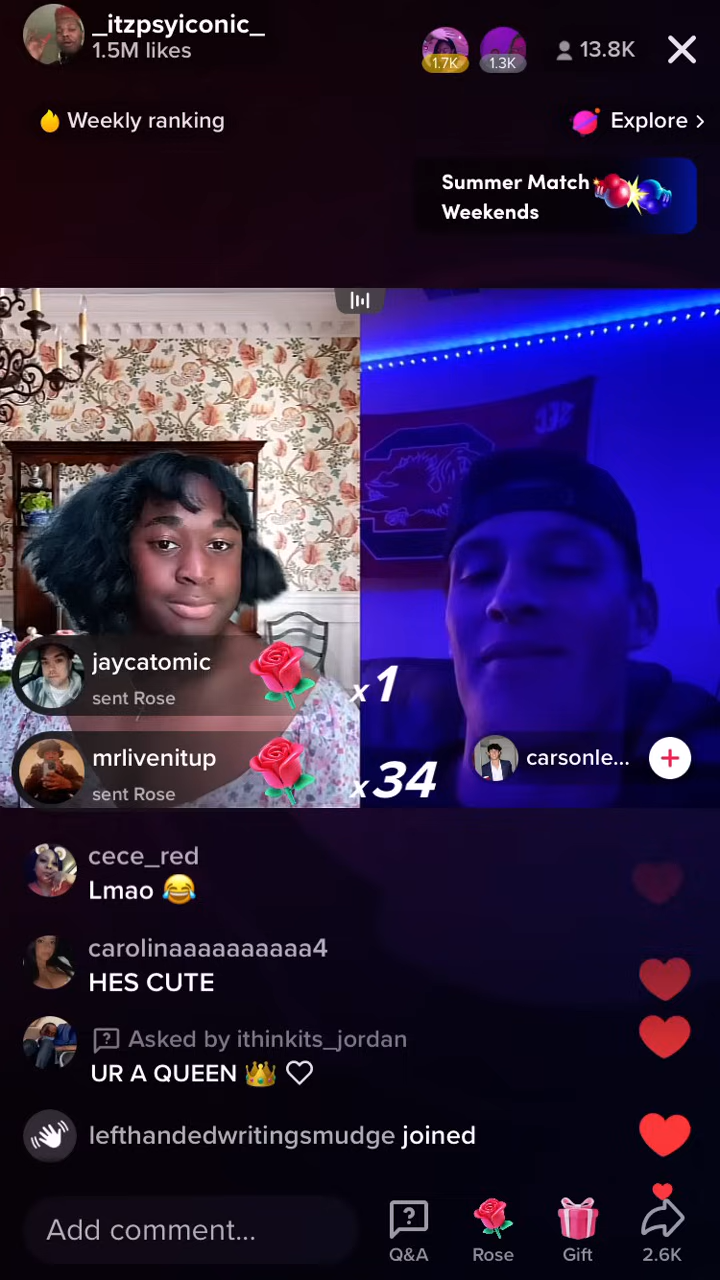 _itzpsyiconic_
1.5M likes
1.7K
1.3K
13.8K
Weekly ranking
Explore >
Summer Match
Weekends
jaycatomic
sent Rose
x1
mrlivenitup
sent Rose
x34
carsonle...
cece_red
Lmao 😂
carolinaaaaaaaaaa4
HES CUTE
Asked by ithinkits_jordan
UR A QUEEN 👑 ♡
lefthandedwritingsmudge joined
Add comment...
Q&A
Rose
Gift
2.6K